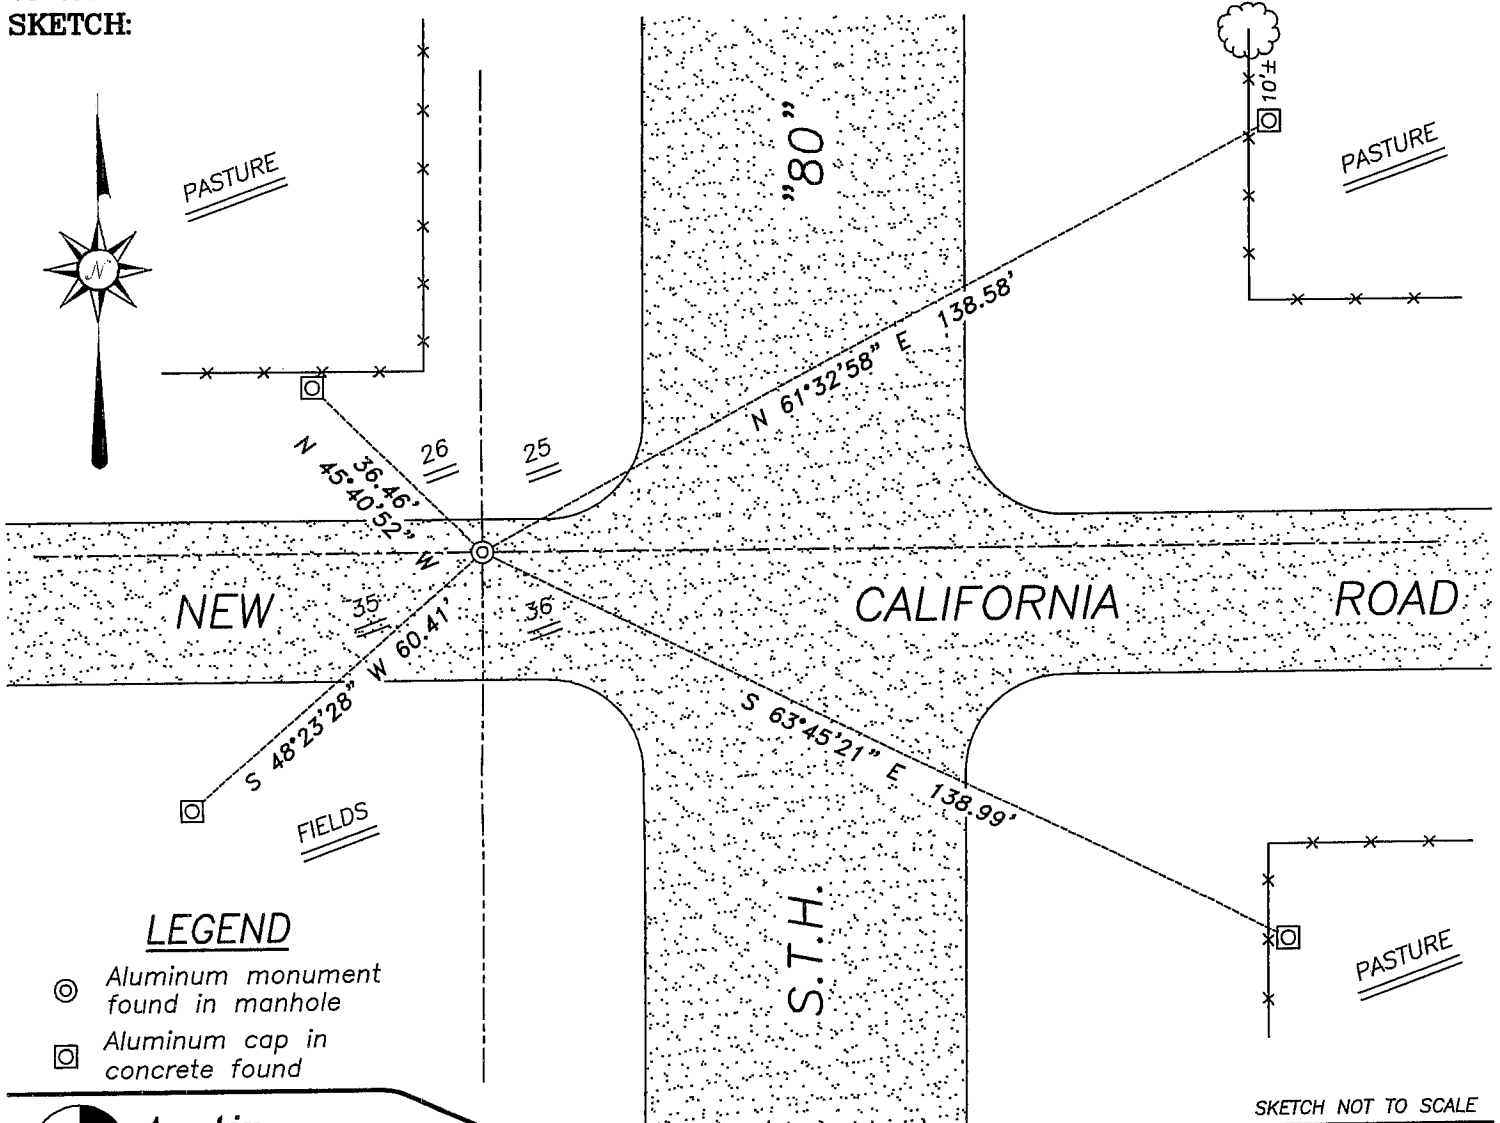 SKETCH:
10'±
"80"
PASTURE
PASTURE
N
138.58'
N 61°32'58" E
26
25
36.46'
N 45°40'52" W
NEW
CALIFORNIA
ROAD
35
36
S 48°23'28" W 60.41'
S 63°45'21" E
138.99'
FIELDS
S.T.H.
PASTURE
LEGEND
Aluminum monument
found in manhole
Aluminum cap in
concrete found
SKETCH NOT TO SCALE